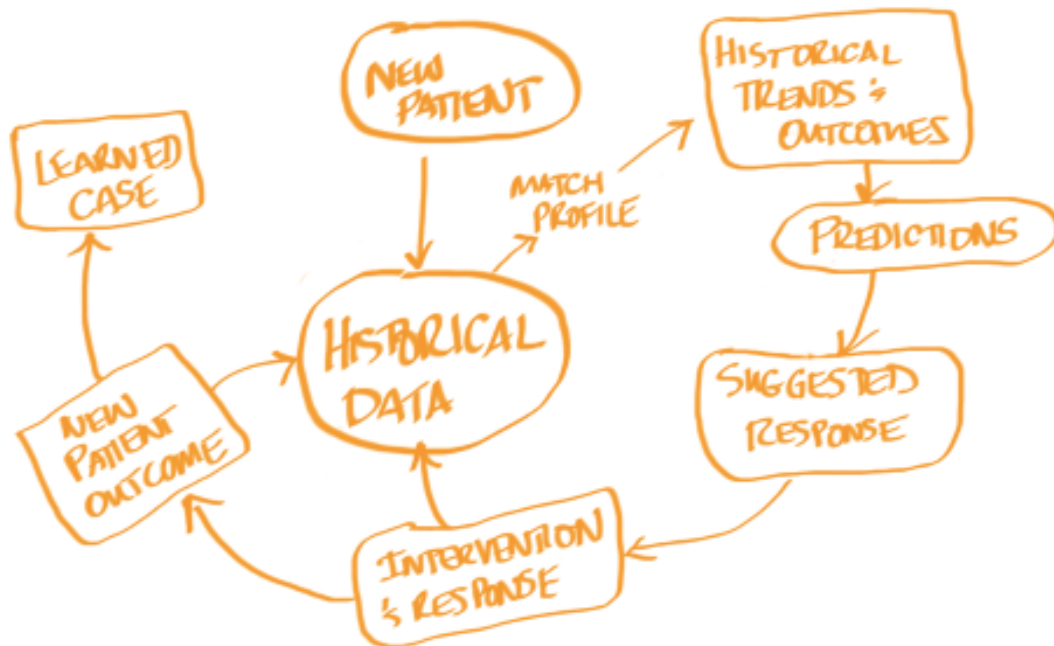 NEW
PATIENT
HISTORICAL
TRENDS &
OUTCOMES
LEARNED
CASE
MATCH
PROFILE
PREDICTIONS
HISTORICAL
DATA
SUGGESTED
RESPONSE
NEW
PATIENT
OUTCOME
INTERVENTION
& RESPONSE